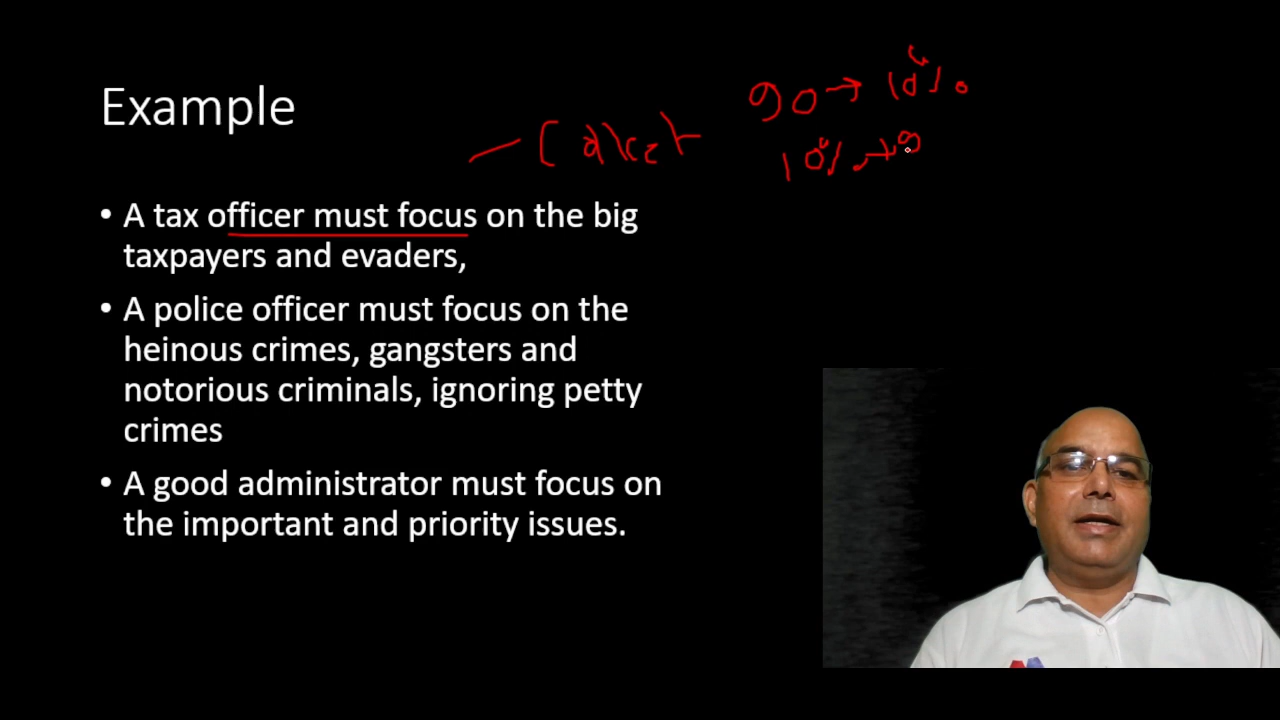 Example
90 → 10%
10% → 9
• A tax officer must focus on the big
taxpayers and evaders,
• A police officer must focus on the
heinous crimes, gangsters and
notorious criminals, ignoring petty
crimes
• A good administrator must focus on
the important and priority issues.